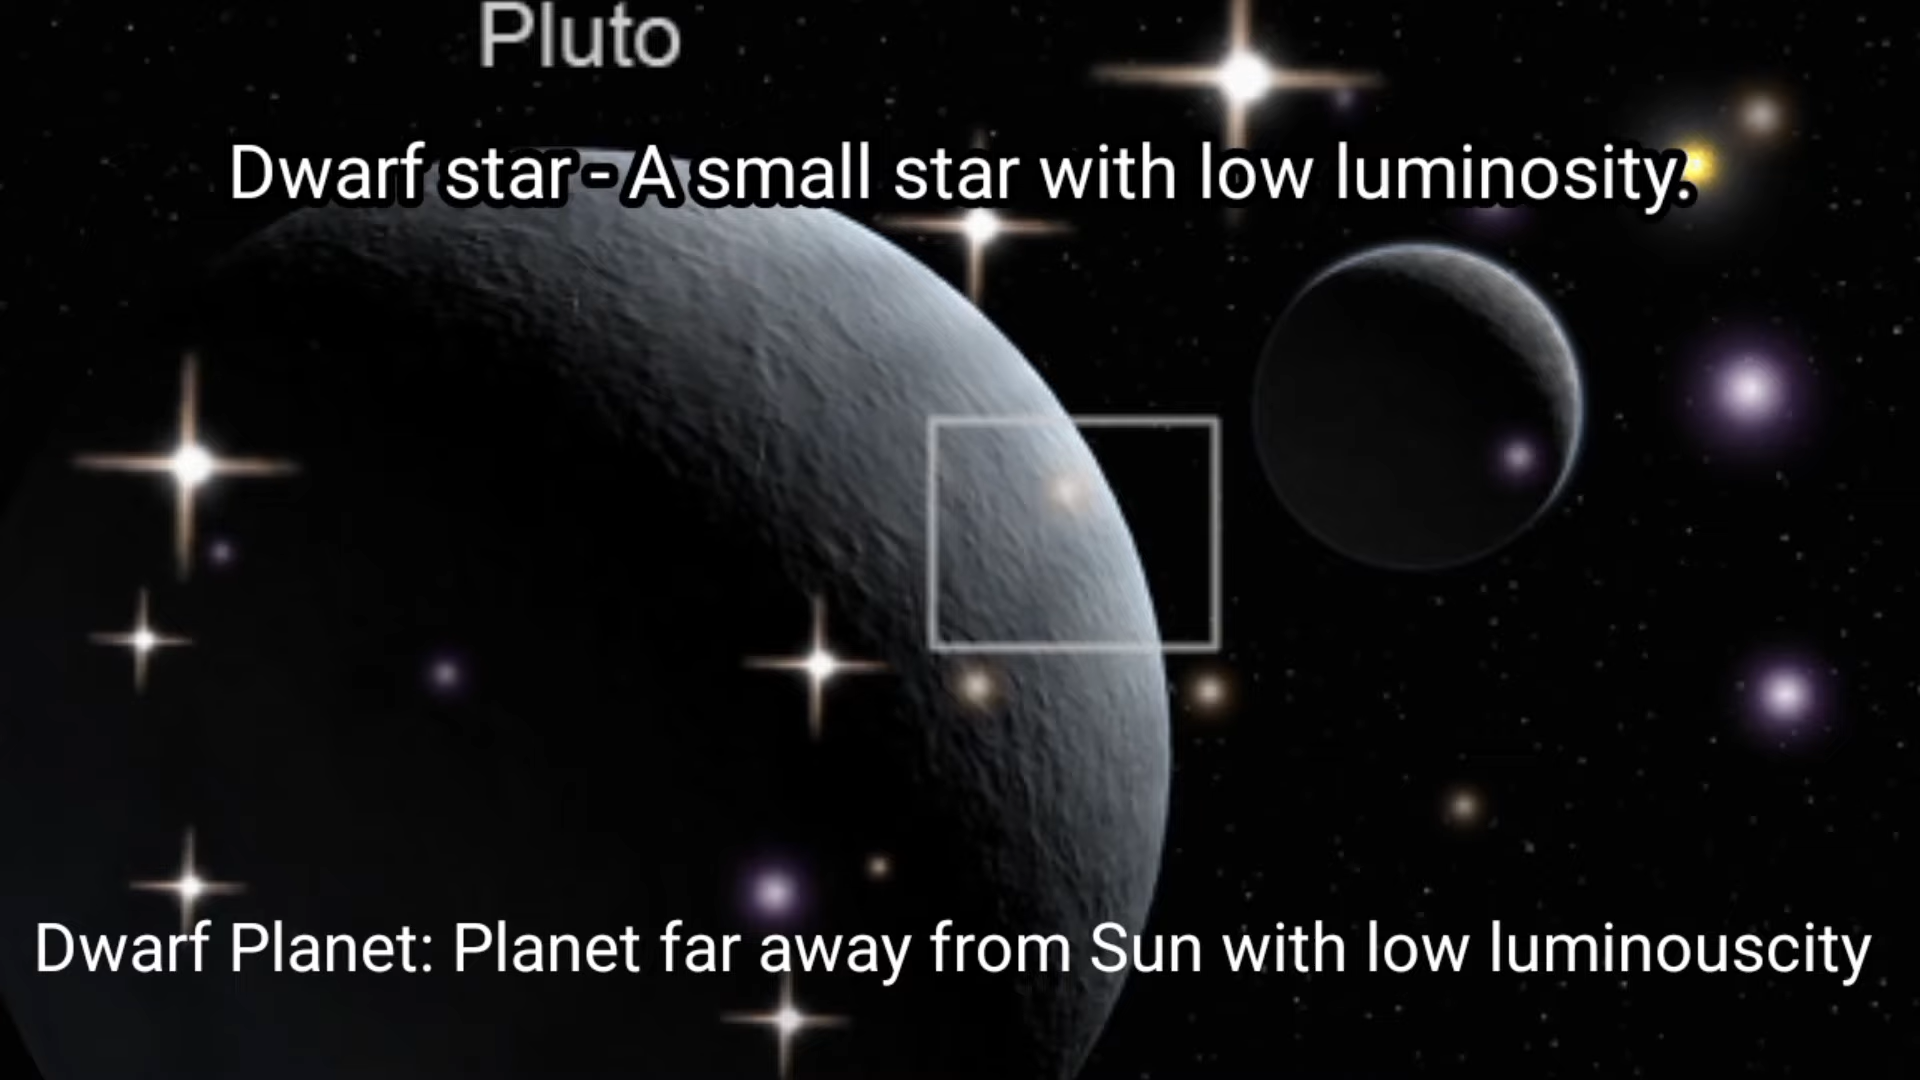 Pluto
Dwarf star - A small star with low luminosity.
Dwarf Planet: Planet far away from Sun with low luminouscity